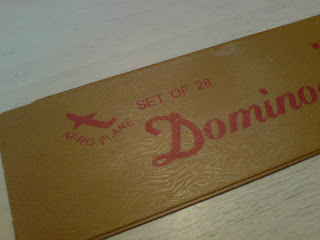 SET OF 28
AERO PLANE
Domino